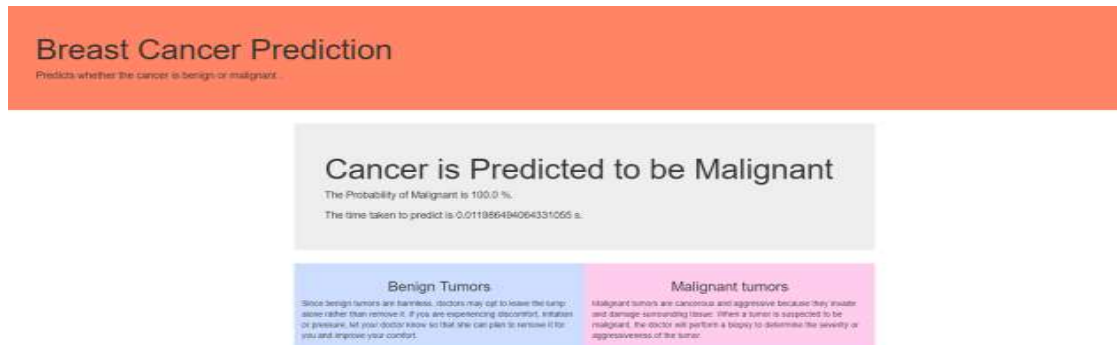 Breast Cancer Prediction
Predicts whether the cancer is benign or malignant.
Cancer is Predicted to be Malignant
The Probability of Malignant is 100.0 %.
The time taken to predict is 0.011986494064331055 s.
Benign Tumors
Since benign tumors are harmless, doctors may opt to leave the lump
alone rather than remove it. If you are experiencing discomfort, irritation
or pressure, let your doctor know so that she can plan to remove it for
you and improve your comfort.
Malignant tumors
Malignant tumors are cancerous and aggressive because they invade
and damage surrounding tissue. When a tumor is suspected to be
malignant, the doctor will perform a biopsy to determine the severity or
aggressiveness of the tumor.